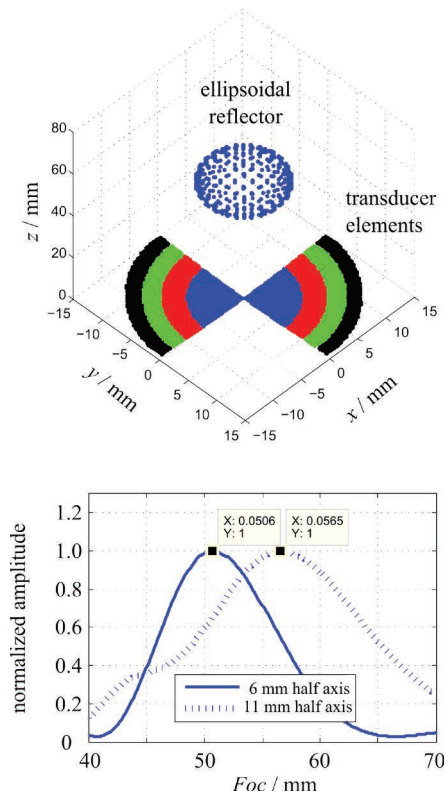 ellipsoidal
reflector
transducer
elements
z / mm
80
60
40
20
0
−15
−10
−5
0
5
10
15
y / mm
15
10
5
0
−5
−10
−15
x / mm
normalized amplitude
1.2
1.0
0.8
0.6
0.4
0.2
0
X: 0.0506
Y: 1
X: 0.0565
Y: 1
6 mm half axis
11 mm half axis
40 50 60 70
Foc / mm